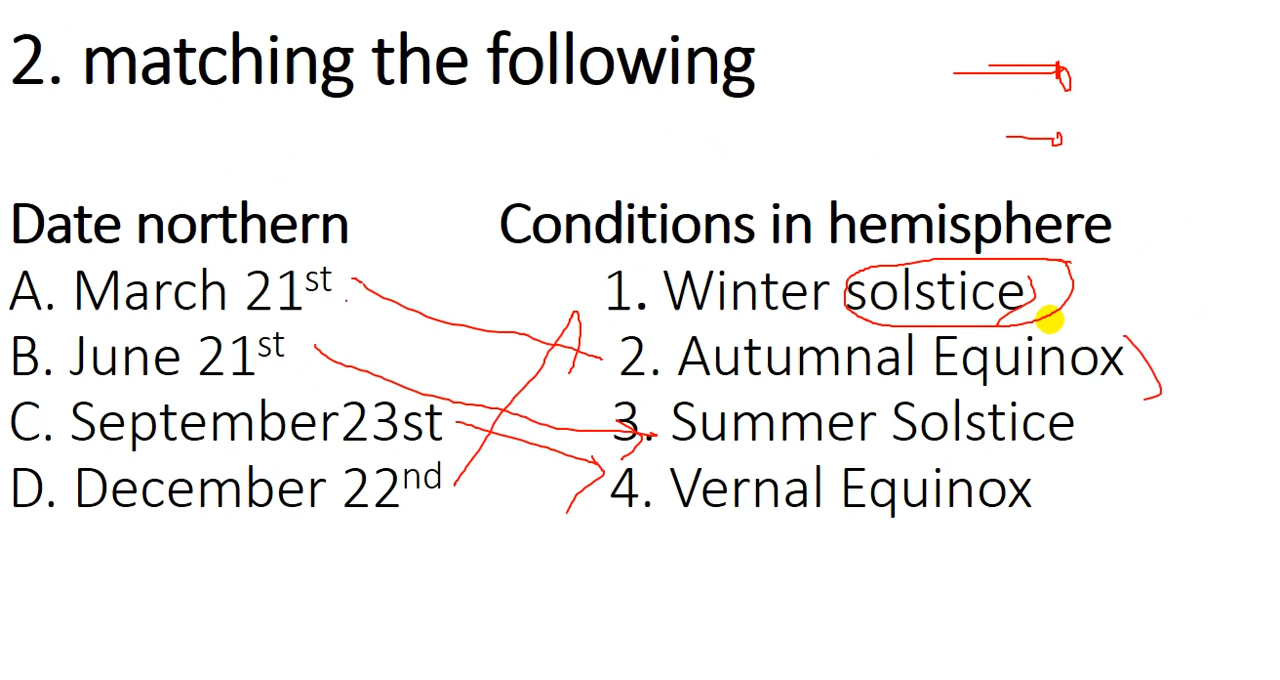 2. matching the following
Date northern Conditions in hemisphere
A. March 21st 1. Winter solstice
B. June 21st 2. Autumnal Equinox
C. September23st 3. Summer Solstice
D. December 22nd 4. Vernal Equinox